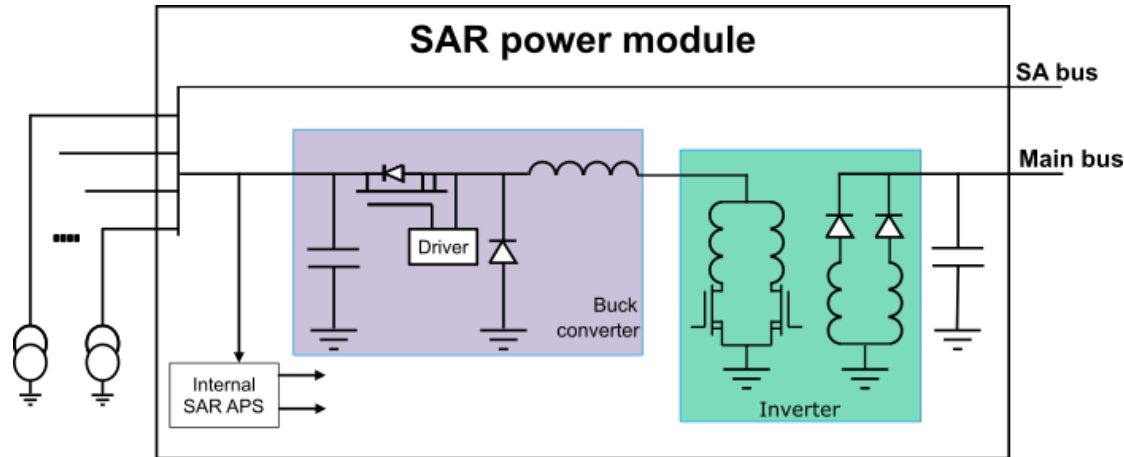 SAR power module
SA bus
Main bus
Driver
Buck
converter
Internal
SAR APS
Inverter